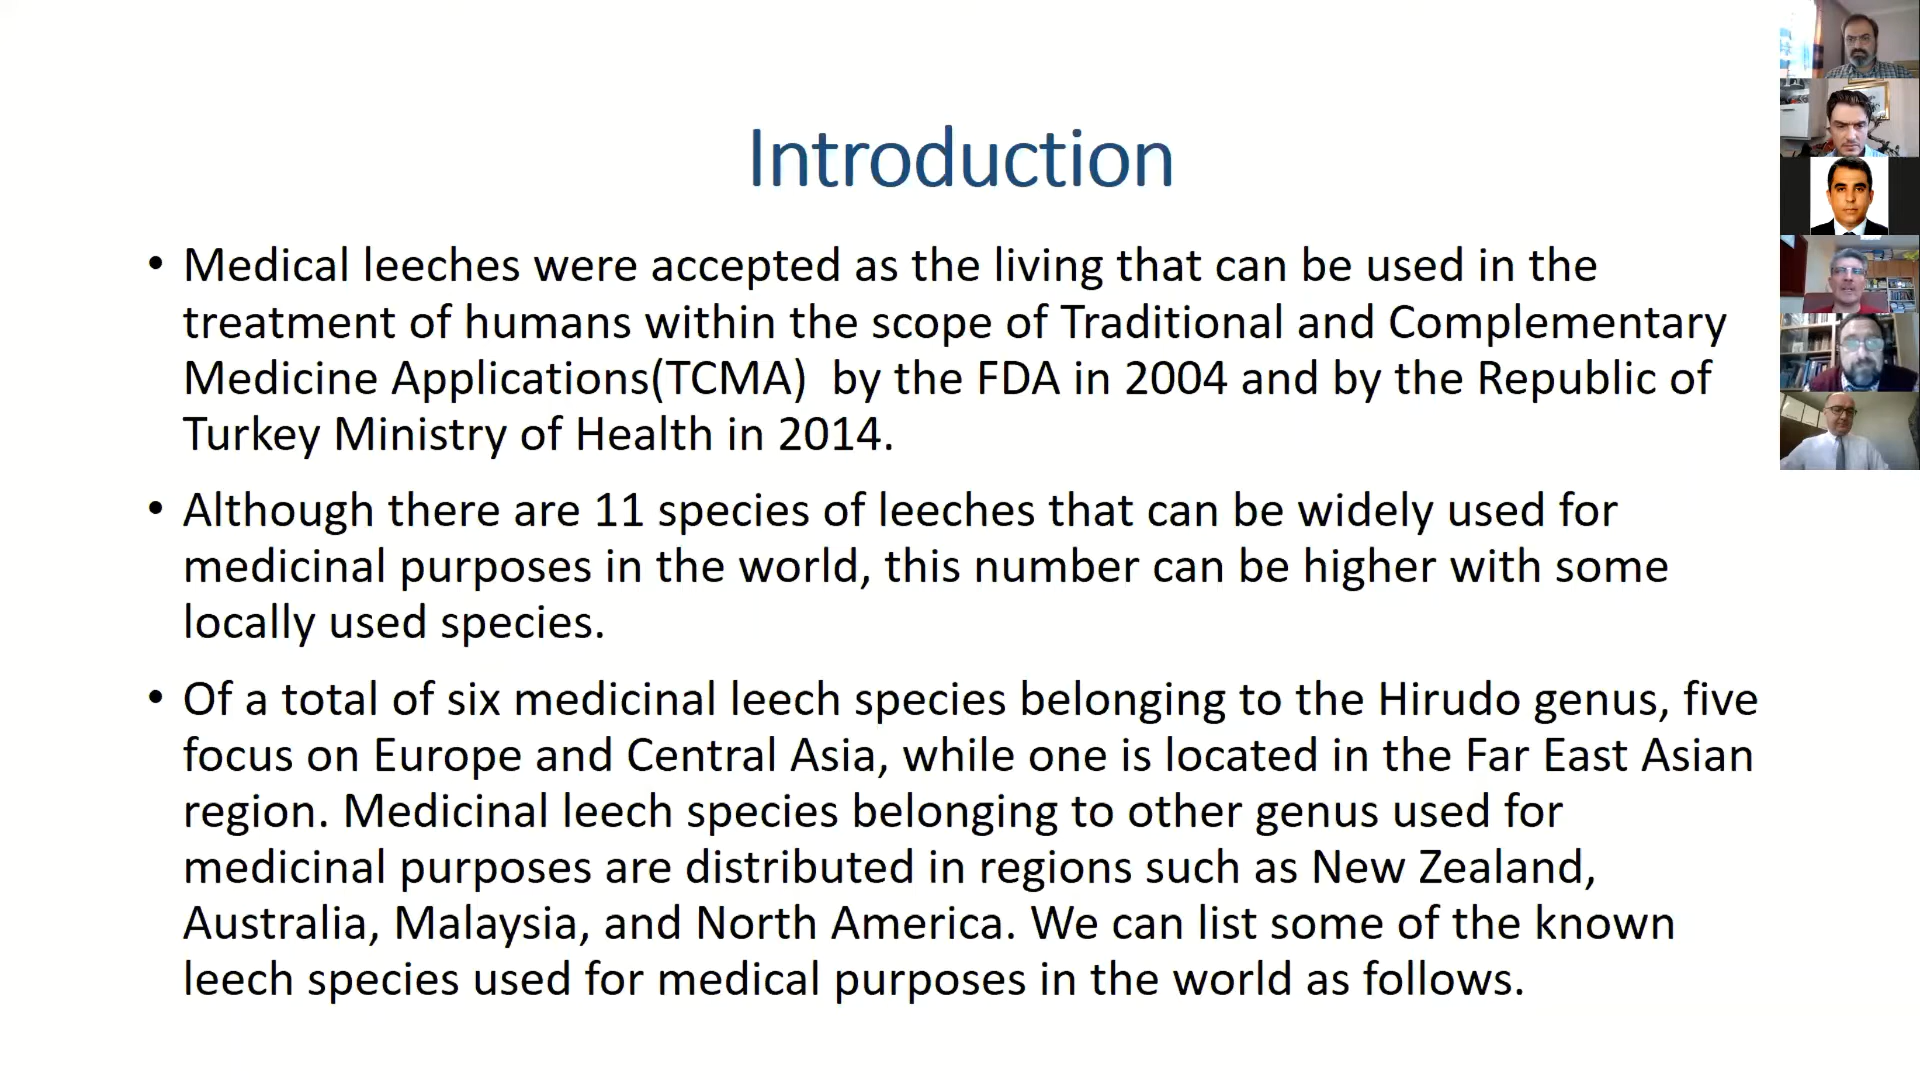 Introduction
• Medical leeches were accepted as the living that can be used in the
treatment of humans within the scope of Traditional and Complementary
Medicine Applications(TCMA)  by the FDA in 2004 and by the Republic of
Turkey Ministry of Health in 2014.
• Although there are 11 species of leeches that can be widely used for
medicinal purposes in the world, this number can be higher with some
locally used species.
• Of a total of six medicinal leech species belonging to the Hirudo genus, five
focus on Europe and Central Asia, while one is located in the Far East Asian
region. Medicinal leech species belonging to other genus used for
medicinal purposes are distributed in regions such as New Zealand,
Australia, Malaysia, and North America. We can list some of the known
leech species used for medical purposes in the world as follows.